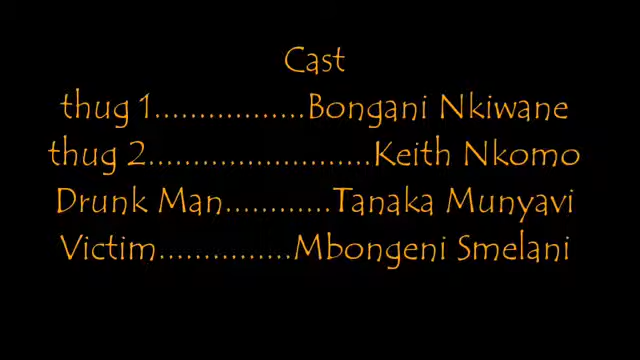 Cast
thug 1.................Bongani Nkiwane
thug 2.........................Keith Nkomo
Drunk Man............Tanaka Munyavi
Victim...............Mbongeni Smelani